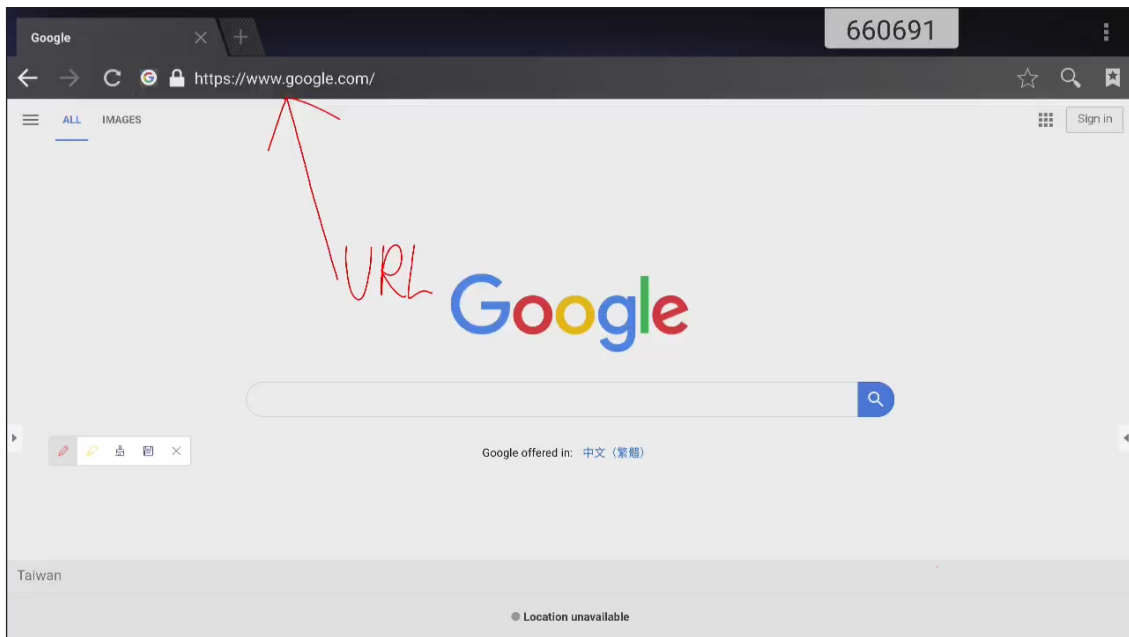 Google
660691
https://www.google.com/
ALL IMAGES
Sign in
URL
Google
Google offered in: 中文（繁體）
Taiwan
Location unavailable